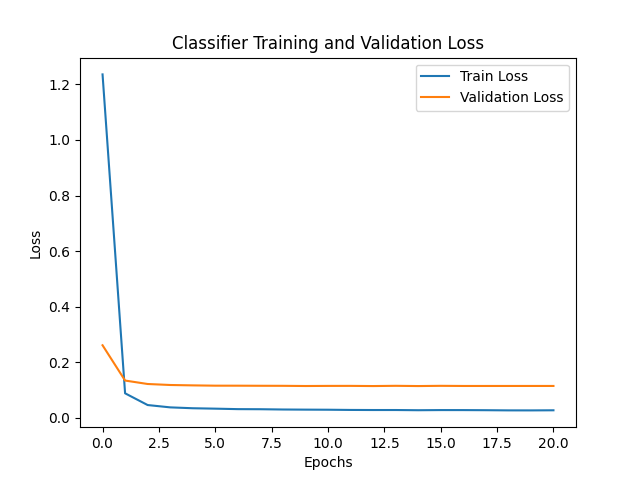 Classifier Training and Validation Loss
Train Loss
Validation Loss
Loss
1.2
1.0
0.8
0.6
0.4
0.2
0.0
0.0 2.5 5.0 7.5 10.0 12.5 15.0 17.5 20.0
Epochs